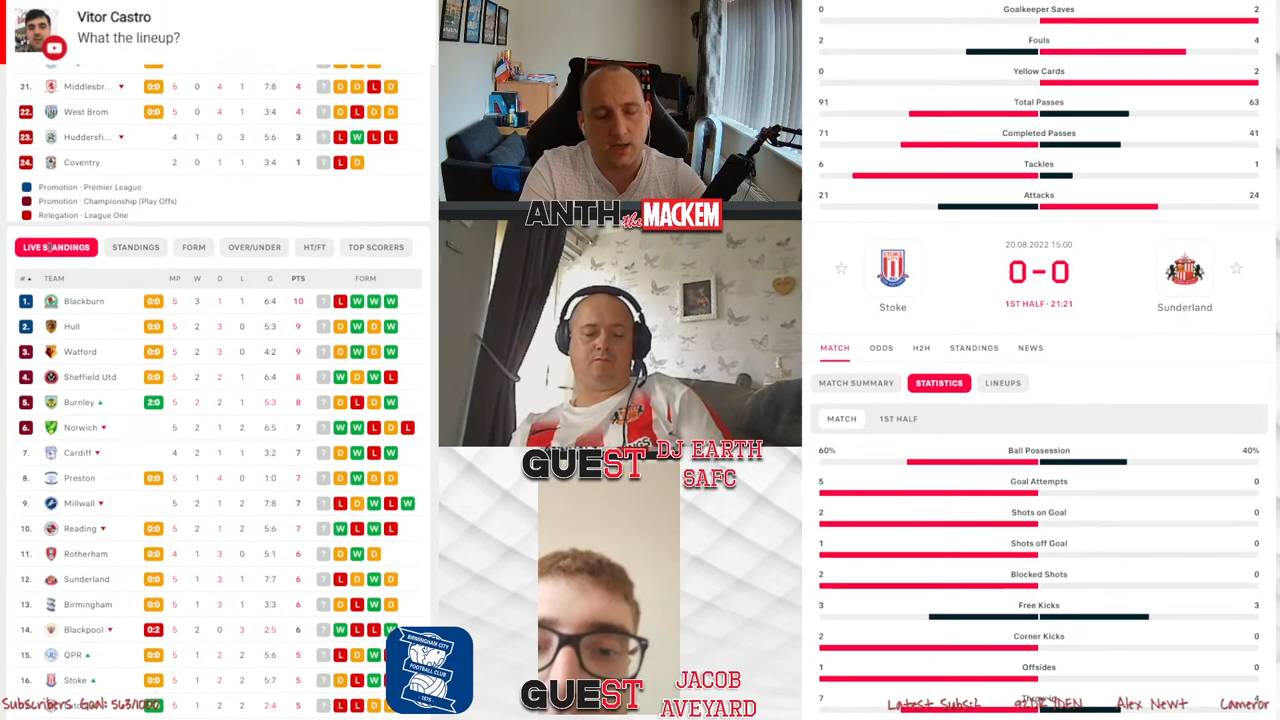 Vitor Castro
What the lineup?
21. Middlesbr... 0:0 5 0 4 1 7:8 4 ? D D L D
22. West Brom 0:0 5 0 4 1 3:4 4 ? D L D D
23. Huddersfi... 4 1 0 3 5:6 3 ? L W L L
24. Coventry 2 0 1 1 3:4 1 ? L D
Promotion - Premier League
Promotion - Championship (Play Offs)
Relegation - League One
LIVE STANDINGS STANDINGS FORM OVER/UNDER HT/FT TOP SCORERS
# TEAM MP W D L G PTS FORM
1. Blackburn 0:0 5 3 1 1 6:4 10 ? L W W W
2. Hull 0:0 5 2 3 0 5:3 9 ? D W D W
3. Watford 0:0 5 2 3 0 4:2 9 ? D W D W
4. Sheffield Utd 0:0 5 2 2 1 6:4 8 ? W D W L
5. Burnley 2:0 5 2 2 1 5:3 8 ? D L D W
6. Norwich 5 2 1 2 6:5 7 ? W W L D L
7. Cardiff 4 2 1 1 3:2 7 ? D W L W
8. Preston 0:0 5 1 4 0 1:0 7 ? D W D D
9. Millwall 5 2 1 2 7:8 7 ? L D W L W
10. Reading 0:0 5 2 1 2 5:6 7 ? W L W L
11. Rotherham 0:0 4 1 3 0 5:1 6 ? D W D
12. Sunderland 0:0 5 1 3 1 7:7 6 ? L D W D
13. Birmingham 0:0 5 1 3 1 3:3 6 ? D L W D
14. Blackpool 0:2 5 2 0 3 2:5 6 ? W L L W
15. QPR 0:0 5 1 2 2 5:6 5 ? L D W
16. Stoke 0:0 5 1 2 2 5:7 5 ? L L W
Subscribers Goal: 563/1000
BIRMINGHAM CITY
FOOTBALL CLUB
1875
ANTH the MACKEM
GUEST DJ EARTH
SAFC
GUEST JACOB
AVEYARD
0 Goalkeeper Saves 2
2 Fouls 4
0 Yellow Cards 2
91 Total Passes 63
71 Completed Passes 41
6 Tackles 1
21 Attacks 24
20.08.2022 15:00
0-0
1ST HALF - 21:21
Stoke Sunderland
MATCH ODDS H2H STANDINGS NEWS
MATCH SUMMARY STATISTICS LINEUPS
MATCH 1ST HALF
60% Ball Possession 40%
5 Goal Attempts 0
2 Shots on Goal 0
1 Shots off Goal 0
2 Blocked Shots 0
3 Free Kicks 3
2 Corner Kicks 0
1 Offsides 0
7 Throw-in 4
Latest Subs: Alex Newt Cameror